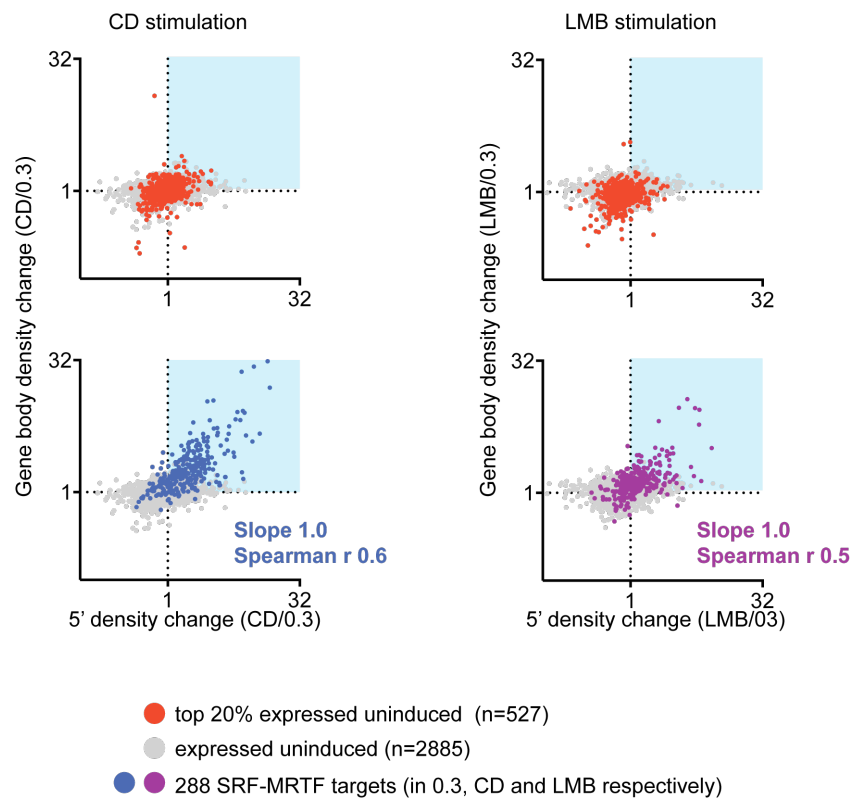 CD stimulation
LMB stimulation
32
32
Gene body density change (CD/0.3)
Gene body density change (LMB/0.3)
1
1
1
32
1
32
32
32
1
1
Slope 1.0
Spearman r 0.6
Slope 1.0
Spearman r 0.5
1
32
1
32
5’ density change (CD/0.3)
5’ density change (LMB/03)
top 20% expressed uninduced (n=527)
expressed uninduced (n=2885)
288 SRF-MRTF targets (in 0.3, CD and LMB respectively)